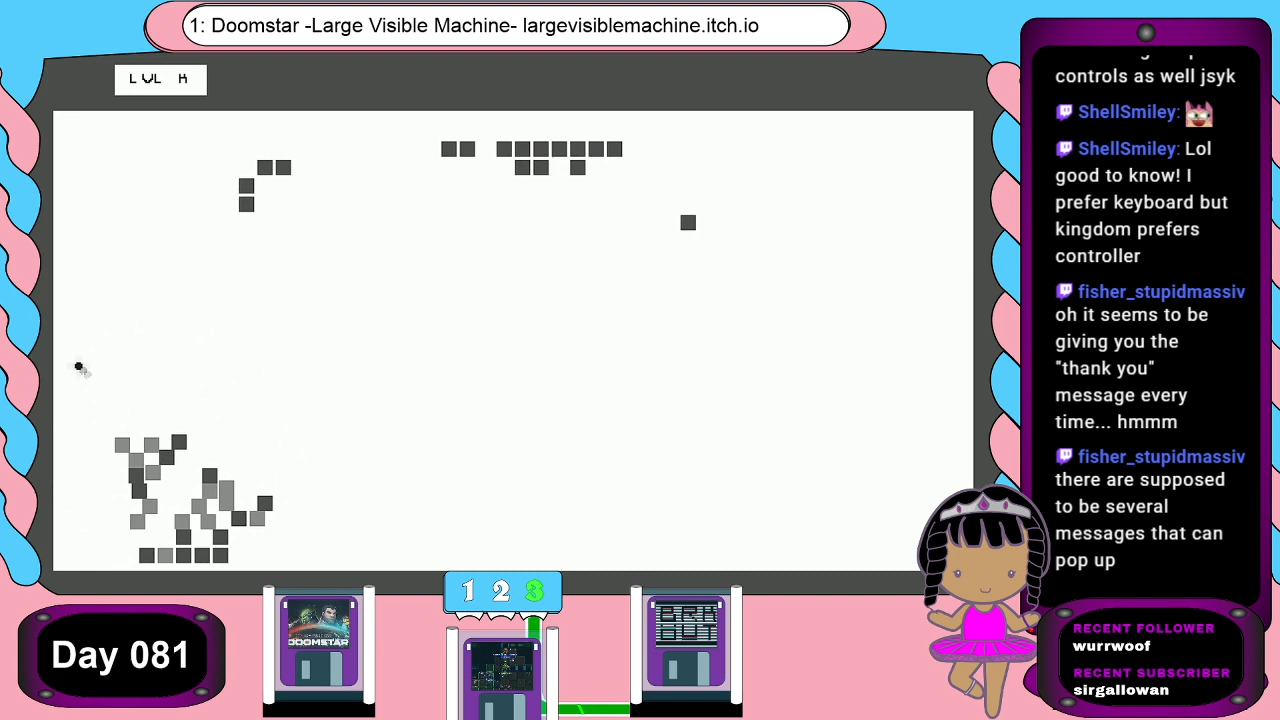 1: Doomstar -Large Visible Machine- largevisiblemachine.itch.io
LVL K
controls as well jsyk
ShellSmiley:
ShellSmiley: Lol
good to know! I
prefer keyboard but
kingdom prefers
controller
fisher_stupidmassiv
oh it seems to be
giving you the
"thank you"
message every
time... hmmm
fisher_stupidmassiv
there are supposed
to be several
messages that can
pop up
1 2 3
DOOMSTAR
Day 081
RECENT FOLLOWER
wurrwoof
RECENT SUBSCRIBER
sirgallowan